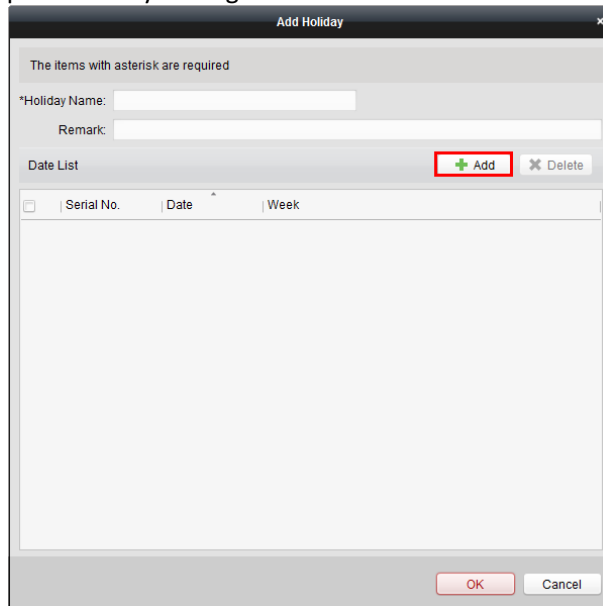 Add Holiday ×
The items with asterisk are required
*Holiday Name:
Remark:
Date List Add Delete
Serial No. Date Week
OK Cancel